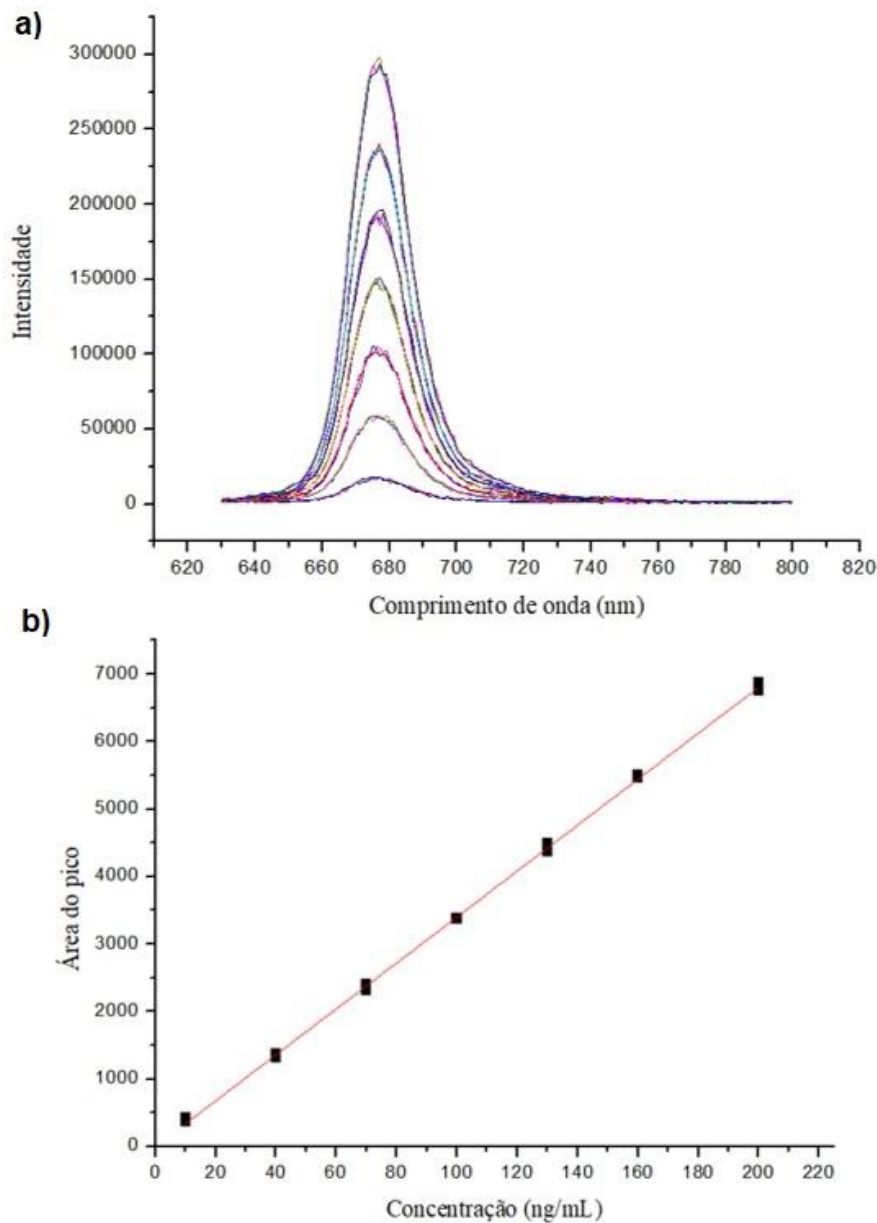 a)
300000
250000
200000
150000
100000
50000
0
Intensidade
620 640 660 680 700 720 740 760 780 800 820
Comprimento de onda (nm)
b)
7000
6000
5000
4000
3000
2000
1000
0
Área do pico
0 20 40 60 80 100 120 140 160 180 200 220
Concentração (ng/mL)